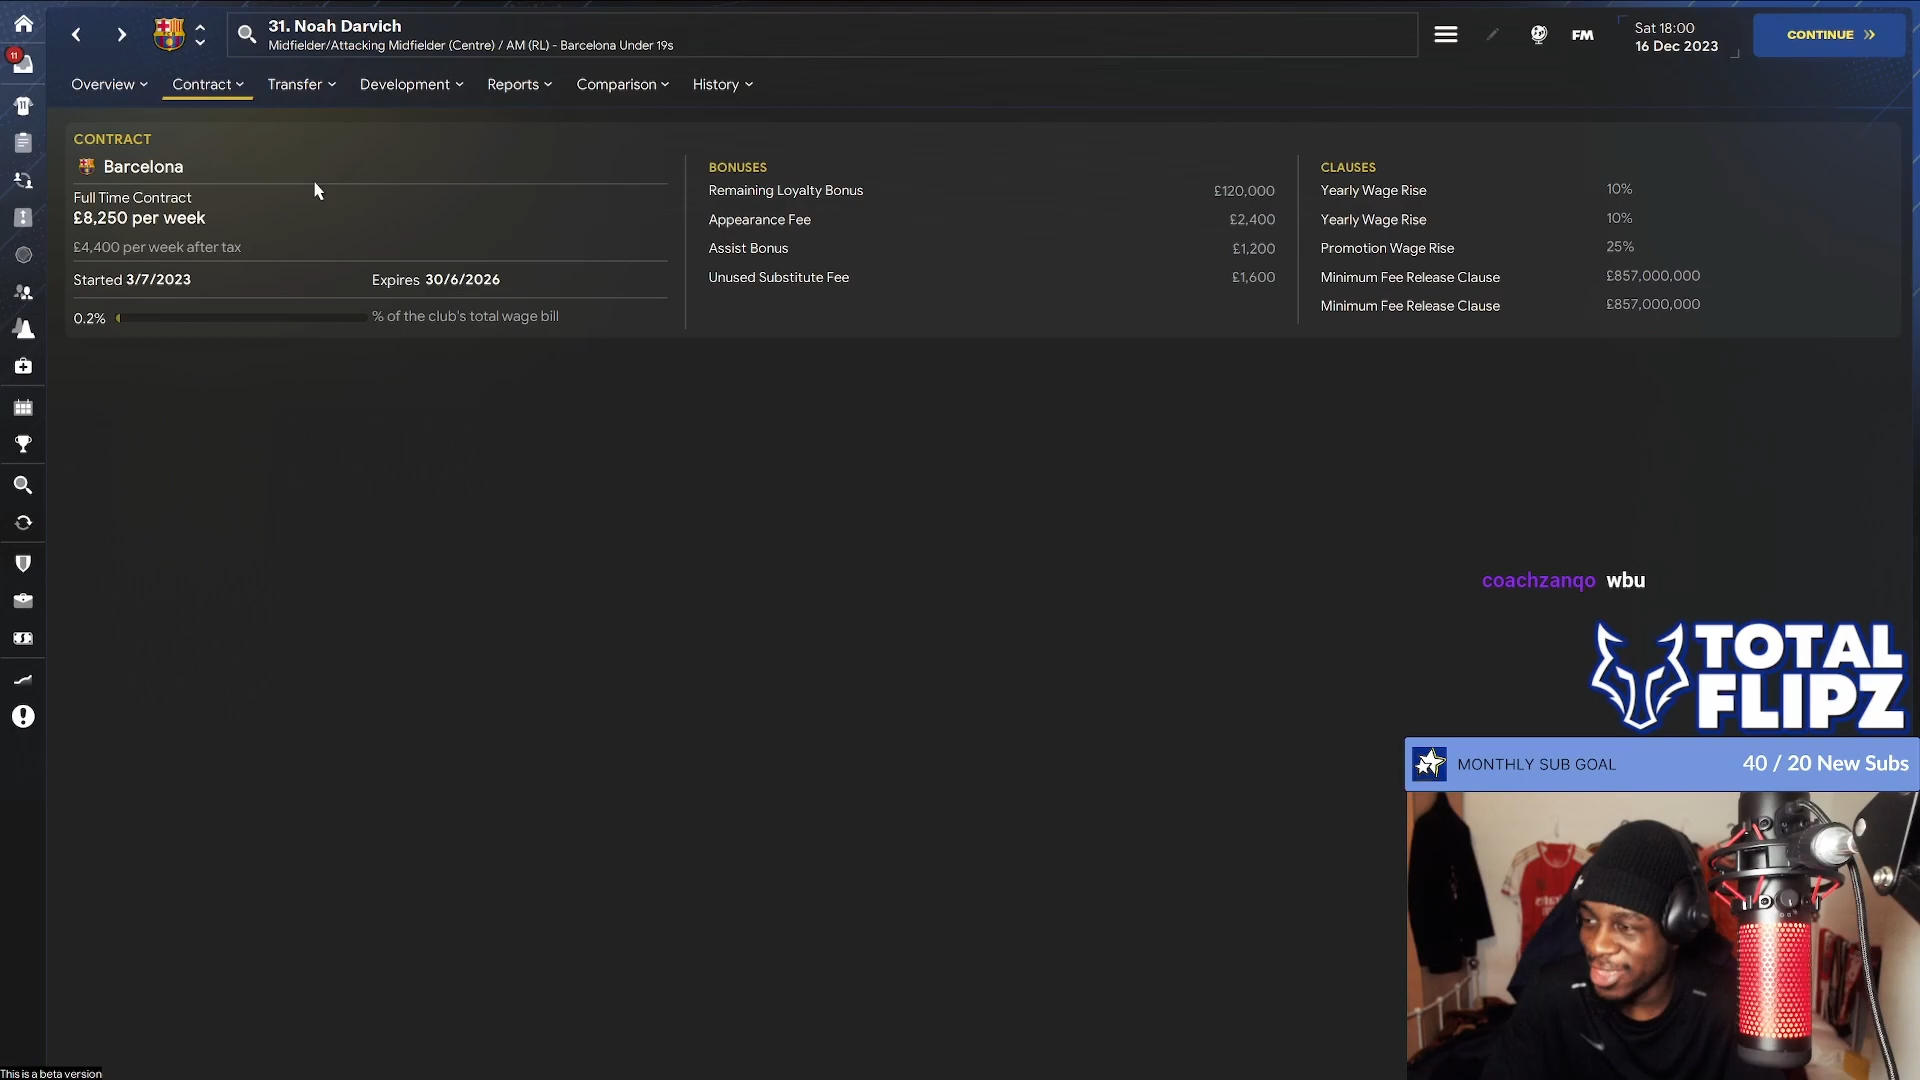 31. Noah Darvich
Midfielder/Attacking Midfielder (Centre) / AM (RL) - Barcelona Under 19s
FM
Sat 18:00
16 Dec 2023
CONTINUE
11
Overview
Contract
Transfer
Development
Reports
Comparison
History
CONTRACT
Barcelona
Full Time Contract
£8,250 per week
£4,400 per week after tax
Started 3/7/2023
Expires 30/6/2026
0.2%
% of the club's total wage bill
BONUSES
Remaining Loyalty Bonus £120,000
Appearance Fee £2,400
Assist Bonus £1,200
Unused Substitute Fee £1,600
CLAUSES
Yearly Wage Rise 10%
Yearly Wage Rise 10%
Promotion Wage Rise 25%
Minimum Fee Release Clause £857,000,000
Minimum Fee Release Clause £857,000,000
coachzanqo wbu
TOTAL
FLIPZ
MONTHLY SUB GOAL 40 / 20 New Subs
This is a beta version